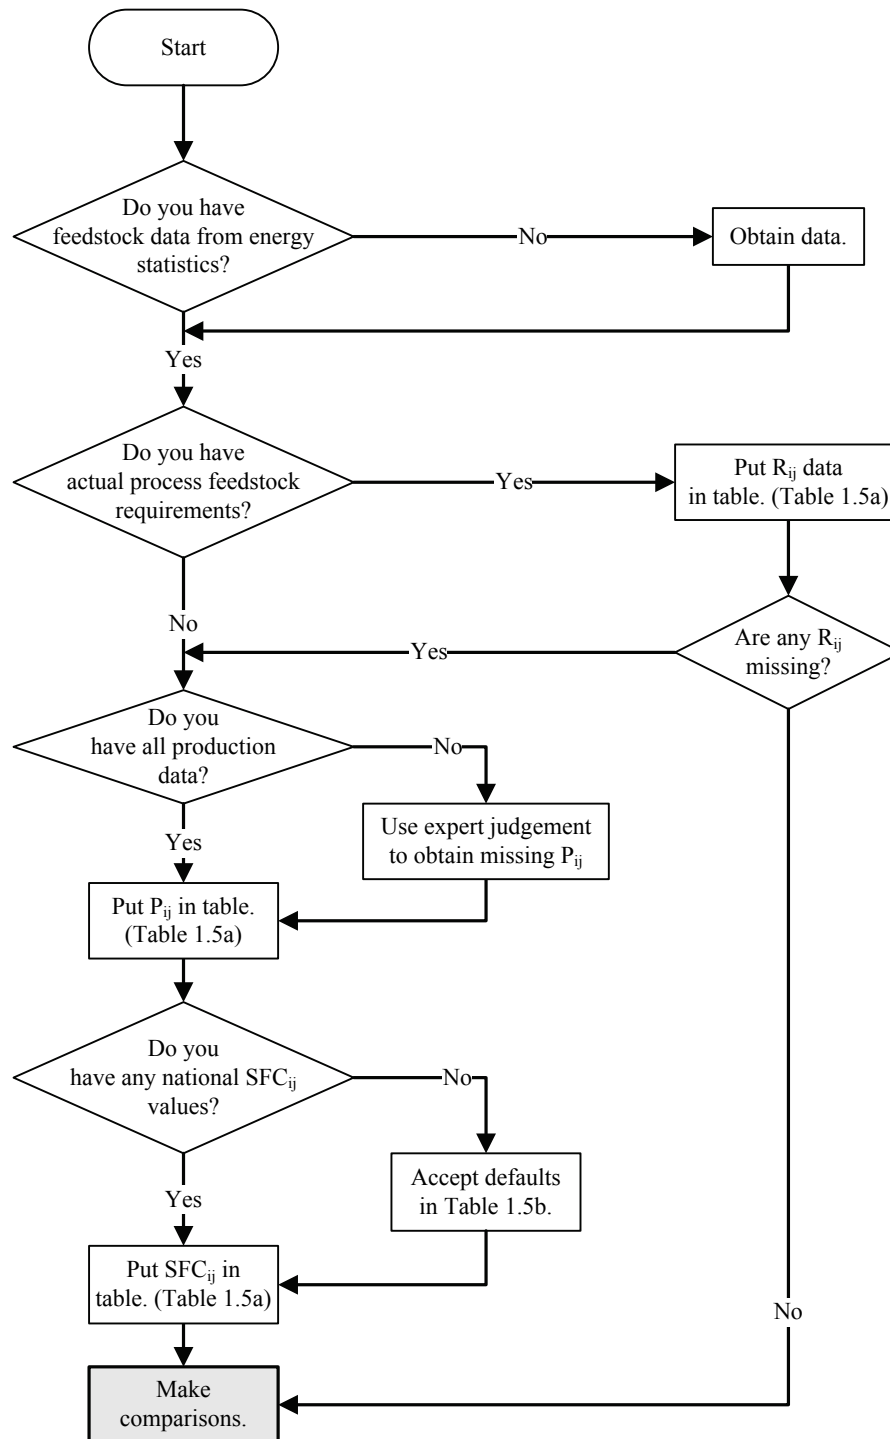 Start
Do you have
feedstock data from energy
statistics?
No
Obtain data.
Yes
Do you have
actual process feedstock
requirements?
Yes
Put Rij data
in table. (Table 1.5a)
No
Are any Rij
missing?
Yes
Do you
have all production
data?
No
Use expert judgement
to obtain missing Pij
Yes
Put Pij in table.
(Table 1.5a)
Do you
have any national SFCij
values?
No
Accept defaults
in Table 1.5b.
Yes
Put SFCij in
table. (Table 1.5a)
No
Make
comparisons.